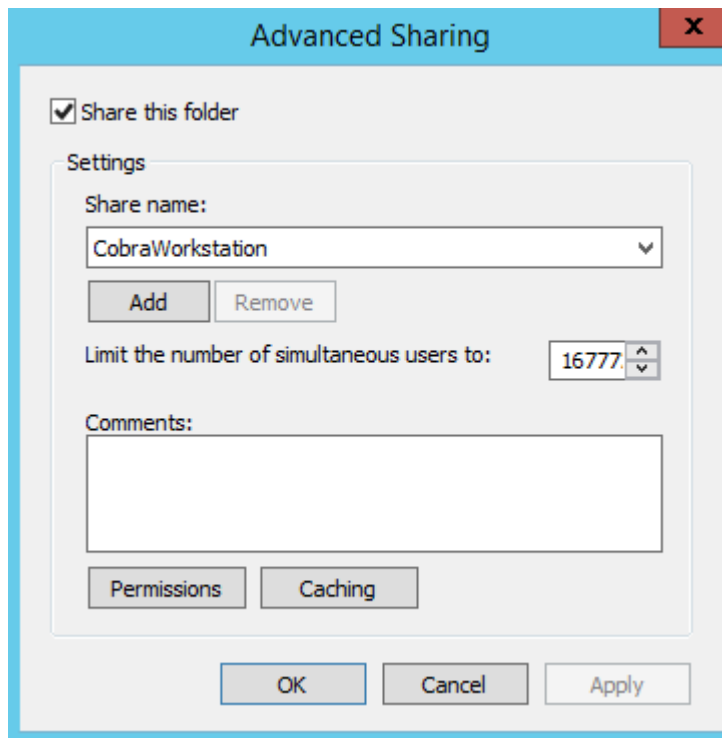 Advanced Sharing
x
Share this folder
Settings
Share name:
CobraWorkstation
Add Remove
Limit the number of simultaneous users to: 16777
Comments:
Permissions Caching
OK Cancel Apply